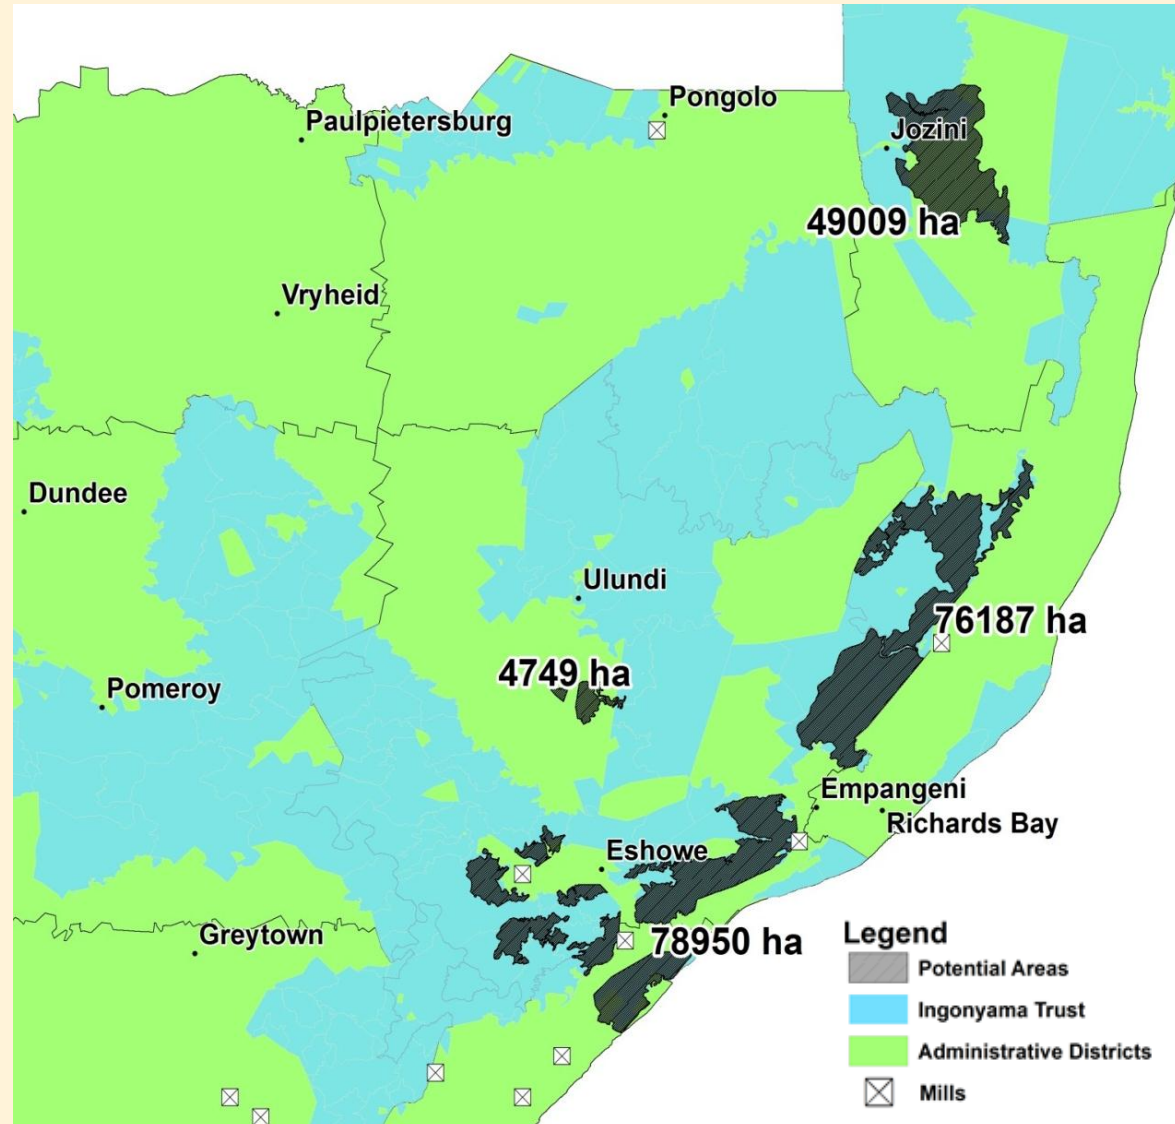 Pongolo
Paulpietersburg
Jozini
49009 ha
Vryheid
Dundee
Ulundi
76187 ha
4749 ha
Pomeroy
Empangeni
Richards Bay
Eshowe
Greytown
78950 ha
Legend
Potential Areas
Ingonyama Trust
Administrative Districts
Mills